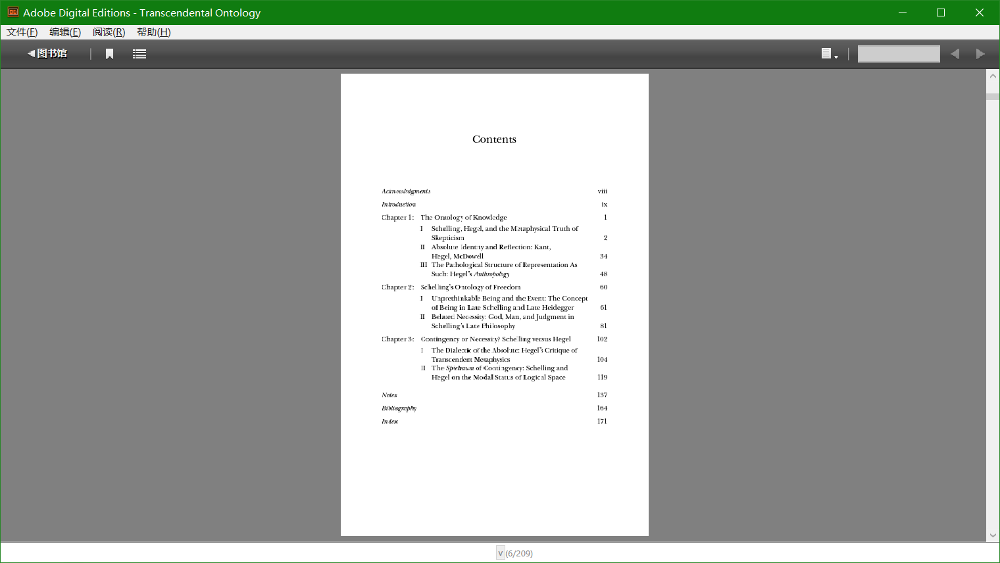 Adobe Digital Editions - Transcendental Ontology
文件(F) 编辑(E) 阅读(R) 帮助(H)
图书馆
Contents
Acknowledgments viii
Introduction ix
Chapter 1: The Ontology of Knowledge 1
I Schelling, Hegel, and the Metaphysical Truth of
Skepticism 2
II Absolute Identity and Reflection: Kant,
Hegel, McDowell 34
III The Pathological Structure of Representation As
Such: Hegel's Anthropology 48
Chapter 2: Schelling's Ontology of Freedom 60
I Unprethinkable Being and the Event: The Concept
of Being in Late Schelling and Late Heidegger 61
II Belated Necessity: God, Man, and Judgment in
Schelling's Late Philosophy 81
Chapter 3: Contingency or Necessity? Schelling versus Hegel 102
I The Dialectic of the Absolute: Hegel's Critique of
Transcendent Metaphysics 104
II The Spielraum of Contingency: Schelling and
Hegel on the Modal Status of Logical Space 119
Notes 137
Bibliography 164
Index 171
v (6/209)